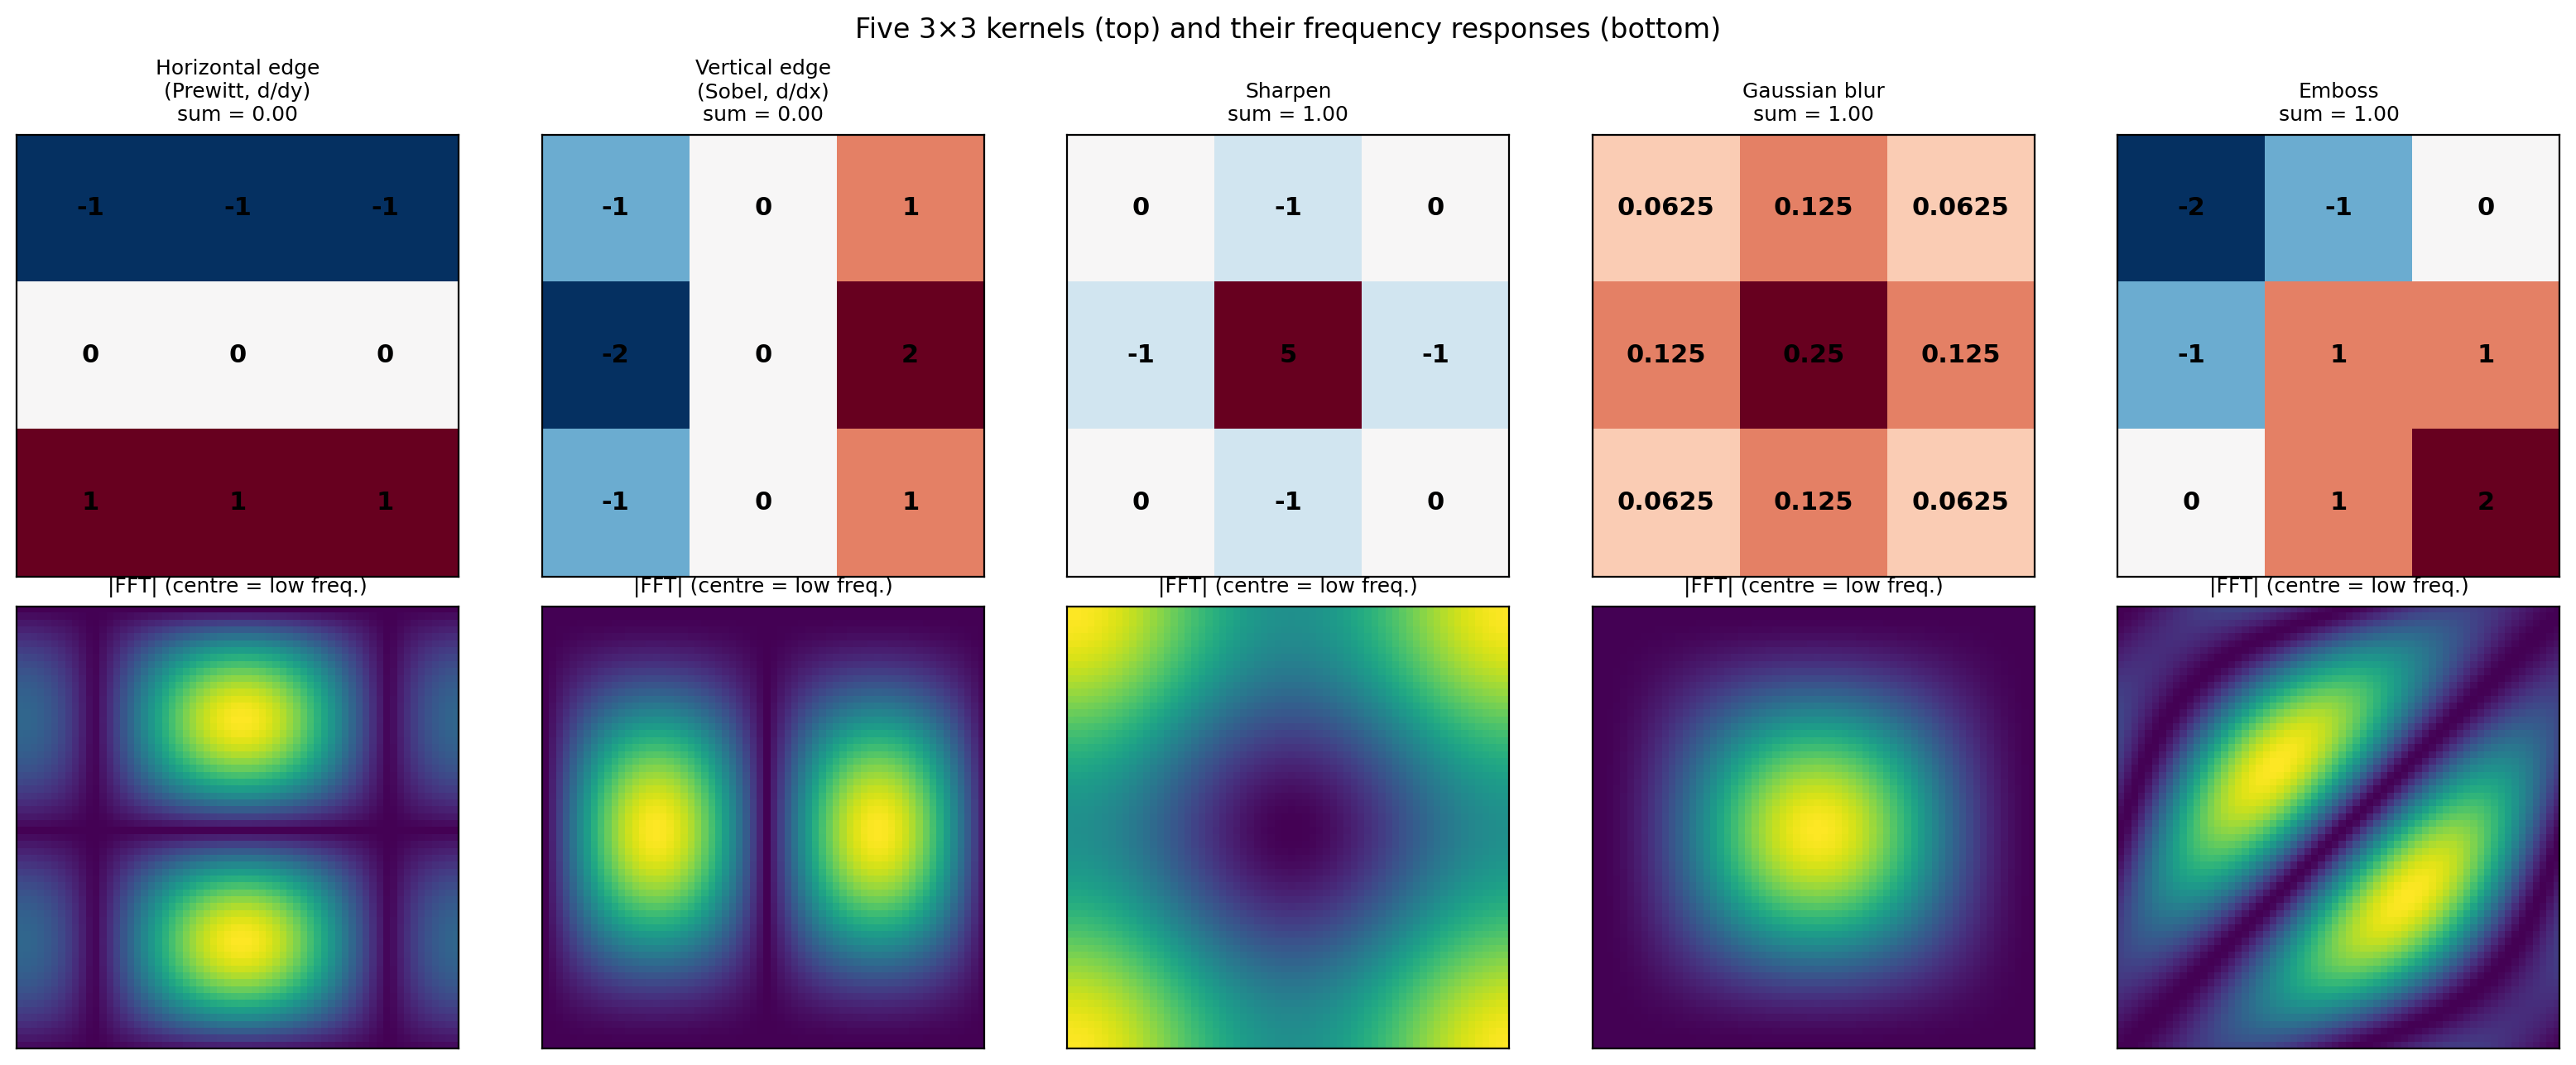 Five 3×3 kernels (top) and their frequency responses (bottom)
Horizontal edge
(Prewitt, d/dy)
sum = 0.00
Vertical edge
(Sobel, d/dx)
sum = 0.00
Sharpen
sum = 1.00
Gaussian blur
sum = 1.00
Emboss
sum = 1.00
-1 -1 -1
0 0 0
1 1 1
-1 0 1
-2 0 2
-1 0 1
0 -1 0
-1 5 -1
0 -1 0
0.0625 0.125 0.0625
0.125 0.25 0.125
0.0625 0.125 0.0625
-2 -1 0
-1 1 1
0 1 2
|FFT| (centre = low freq.)
|FFT| (centre = low freq.)
|FFT| (centre = low freq.)
|FFT| (centre = low freq.)
|FFT| (centre = low freq.)